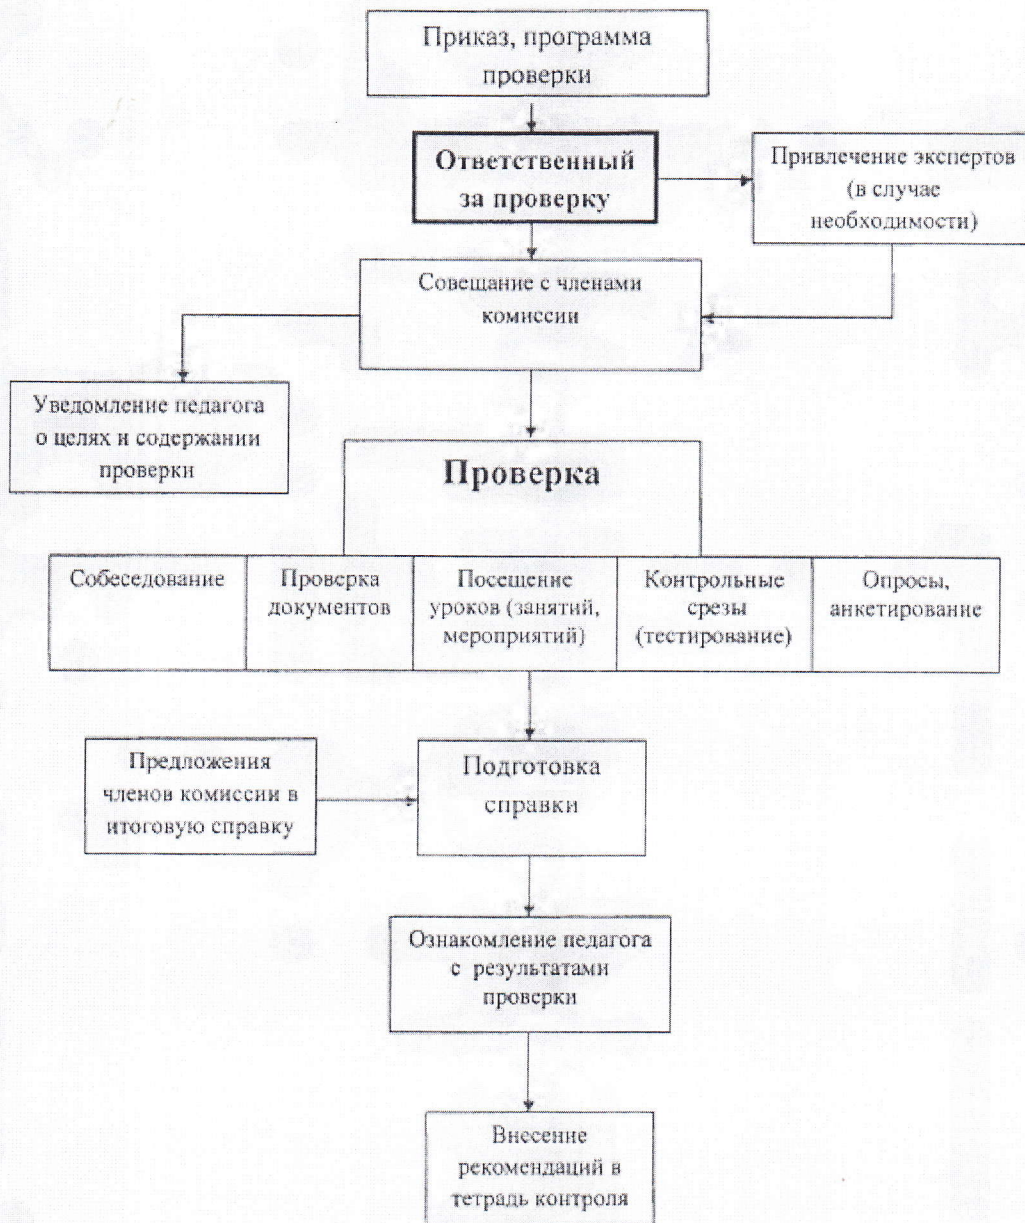 Приказ, программа
проверки
Ответственный
за проверку
Привлечение экспертов
(в случае
необходимости)
Совещание с членами
комиссии
Уведомление педагога
о целях и содержании
проверки
Проверка
Собеседование
Проверка
документов
Посещение
уроков (занятий,
мероприятий)
Контрольные
срезы
(тестирование)
Опросы,
анкетирование
Предложения
членов комиссии в
итоговую справку
Подготовка
справки
Ознакомление педагога
с результатами
проверки
Внесение
рекомендаций в
тетрадь контроля